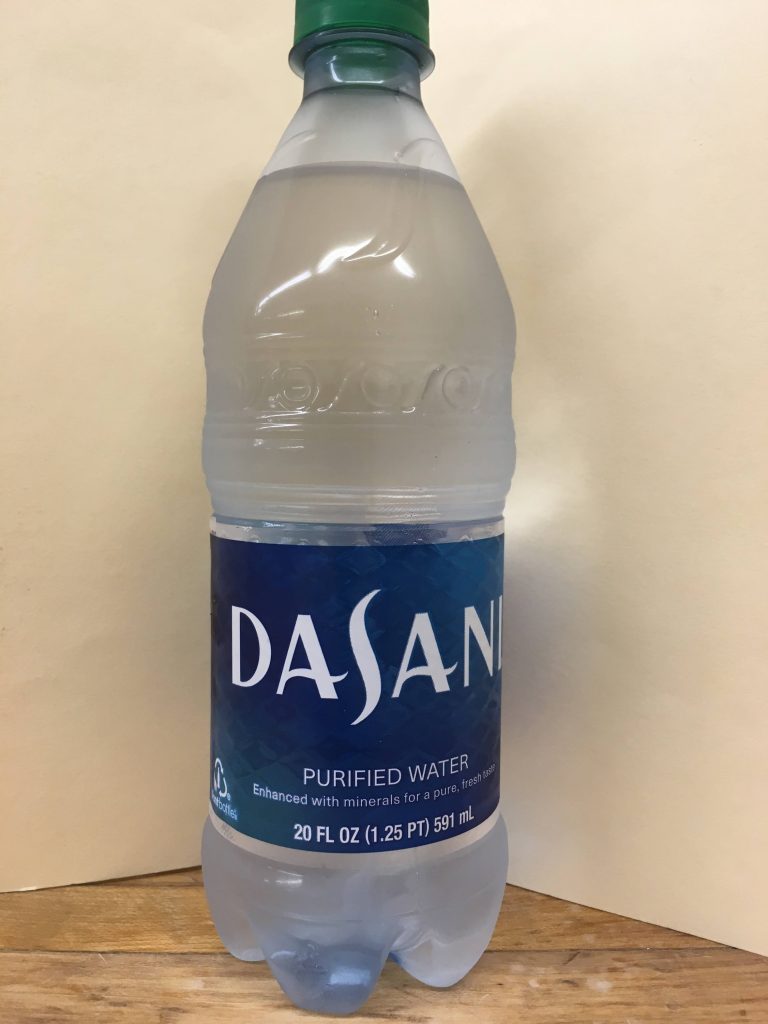 DASANI
PURIFIED WATER
Enhanced with minerals for a pure, fresh taste
20 FL OZ (1.25 PT) 591 mL